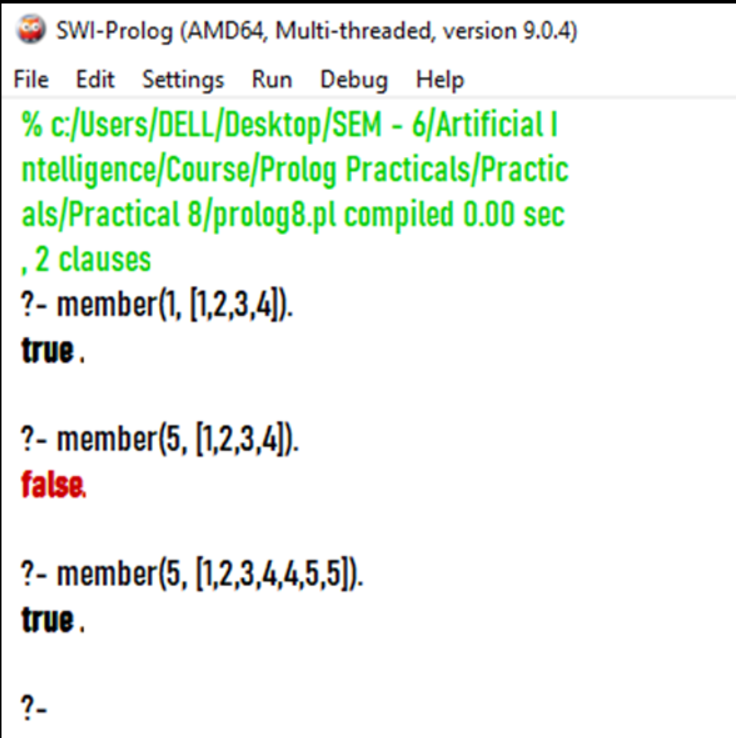 SWI-Prolog (AMD64, Multi-threaded, version 9.0.4)
File Edit Settings Run Debug Help
% c:/Users/DELL/Desktop/SEM - 6/Artificial I
ntelligence/Course/Prolog Practicals/Practic
als/Practical 8/prolog8.pl compiled 0.00 sec
, 2 clauses
?- member(1, [1,2,3,4]).
true .
?- member(5, [1,2,3,4]).
false.
?- member(5, [1,2,3,4,4,5,5]).
true .
?-